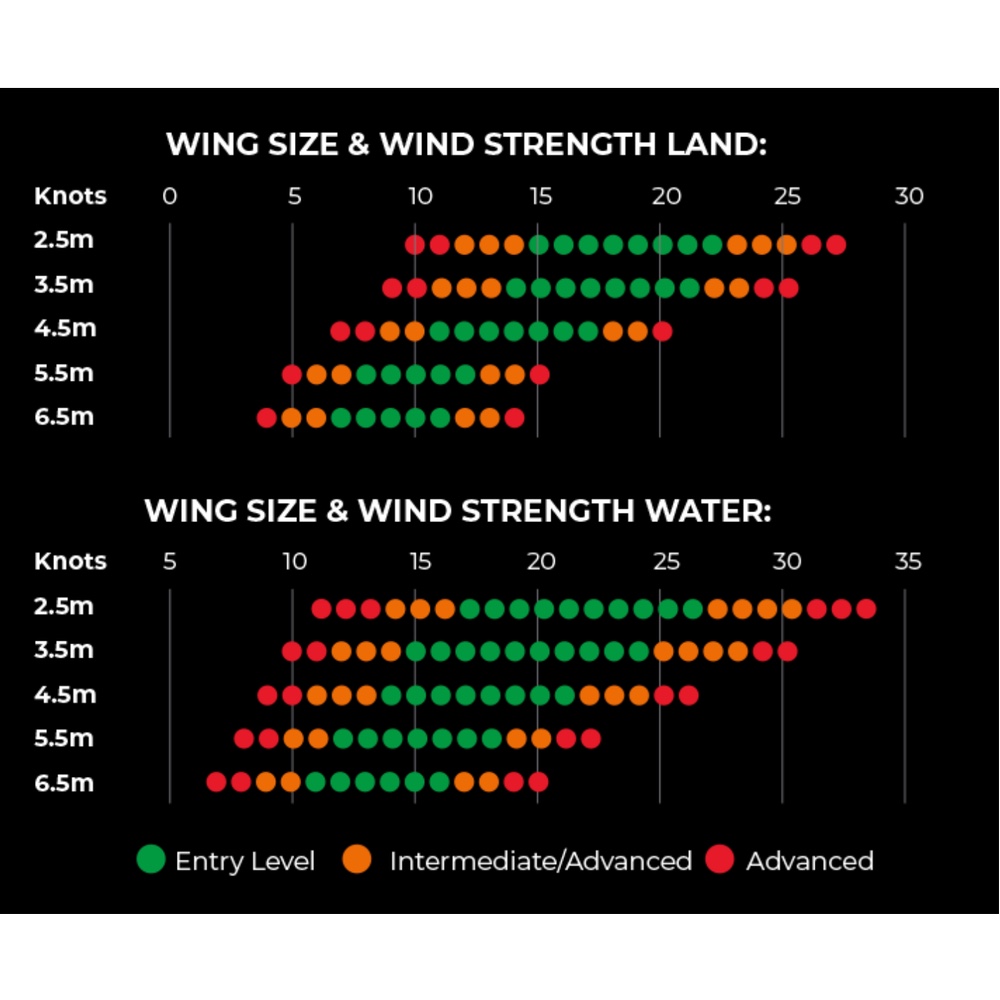 WING SIZE & WIND STRENGTH LAND:
Knots 0 5 10 15 20 25 30
2.5m
3.5m
4.5m
5.5m
6.5m
WING SIZE & WIND STRENGTH WATER:
Knots 5 10 15 20 25 30 35
2.5m
3.5m
4.5m
5.5m
6.5m
Entry Level Intermediate/Advanced Advanced